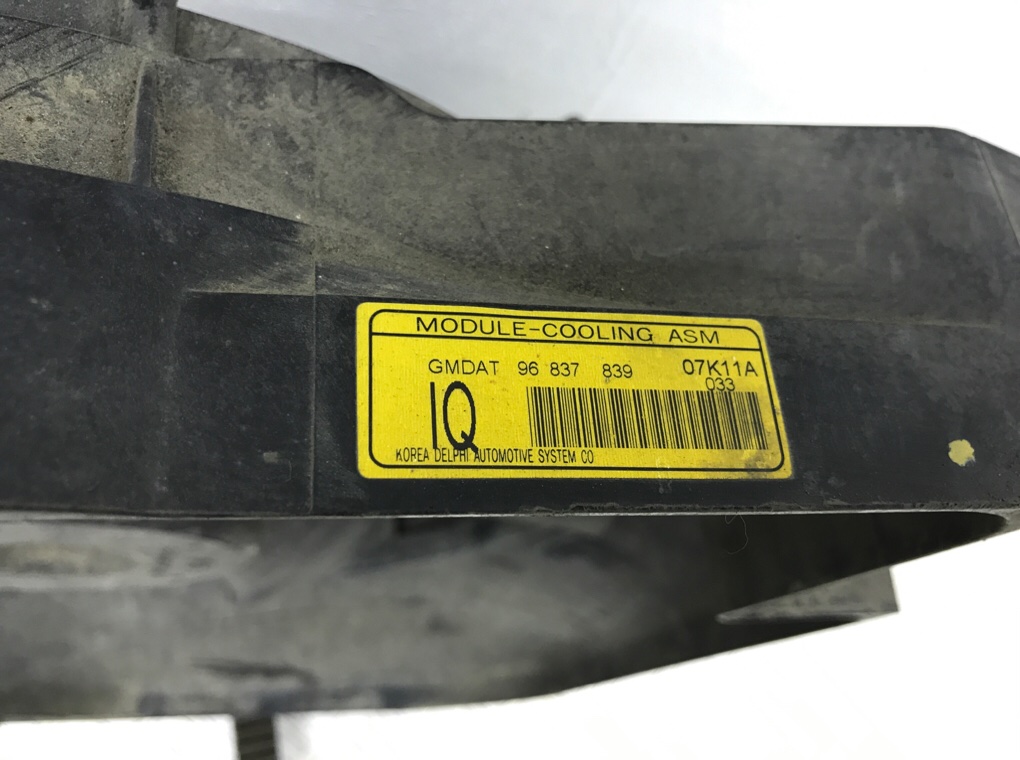 MODULE-COOLING ASM
GMDAT 96 837 839 07K11A
033
IQ
KOREA DELPHI AUTOMOTIVE SYSTEM CO